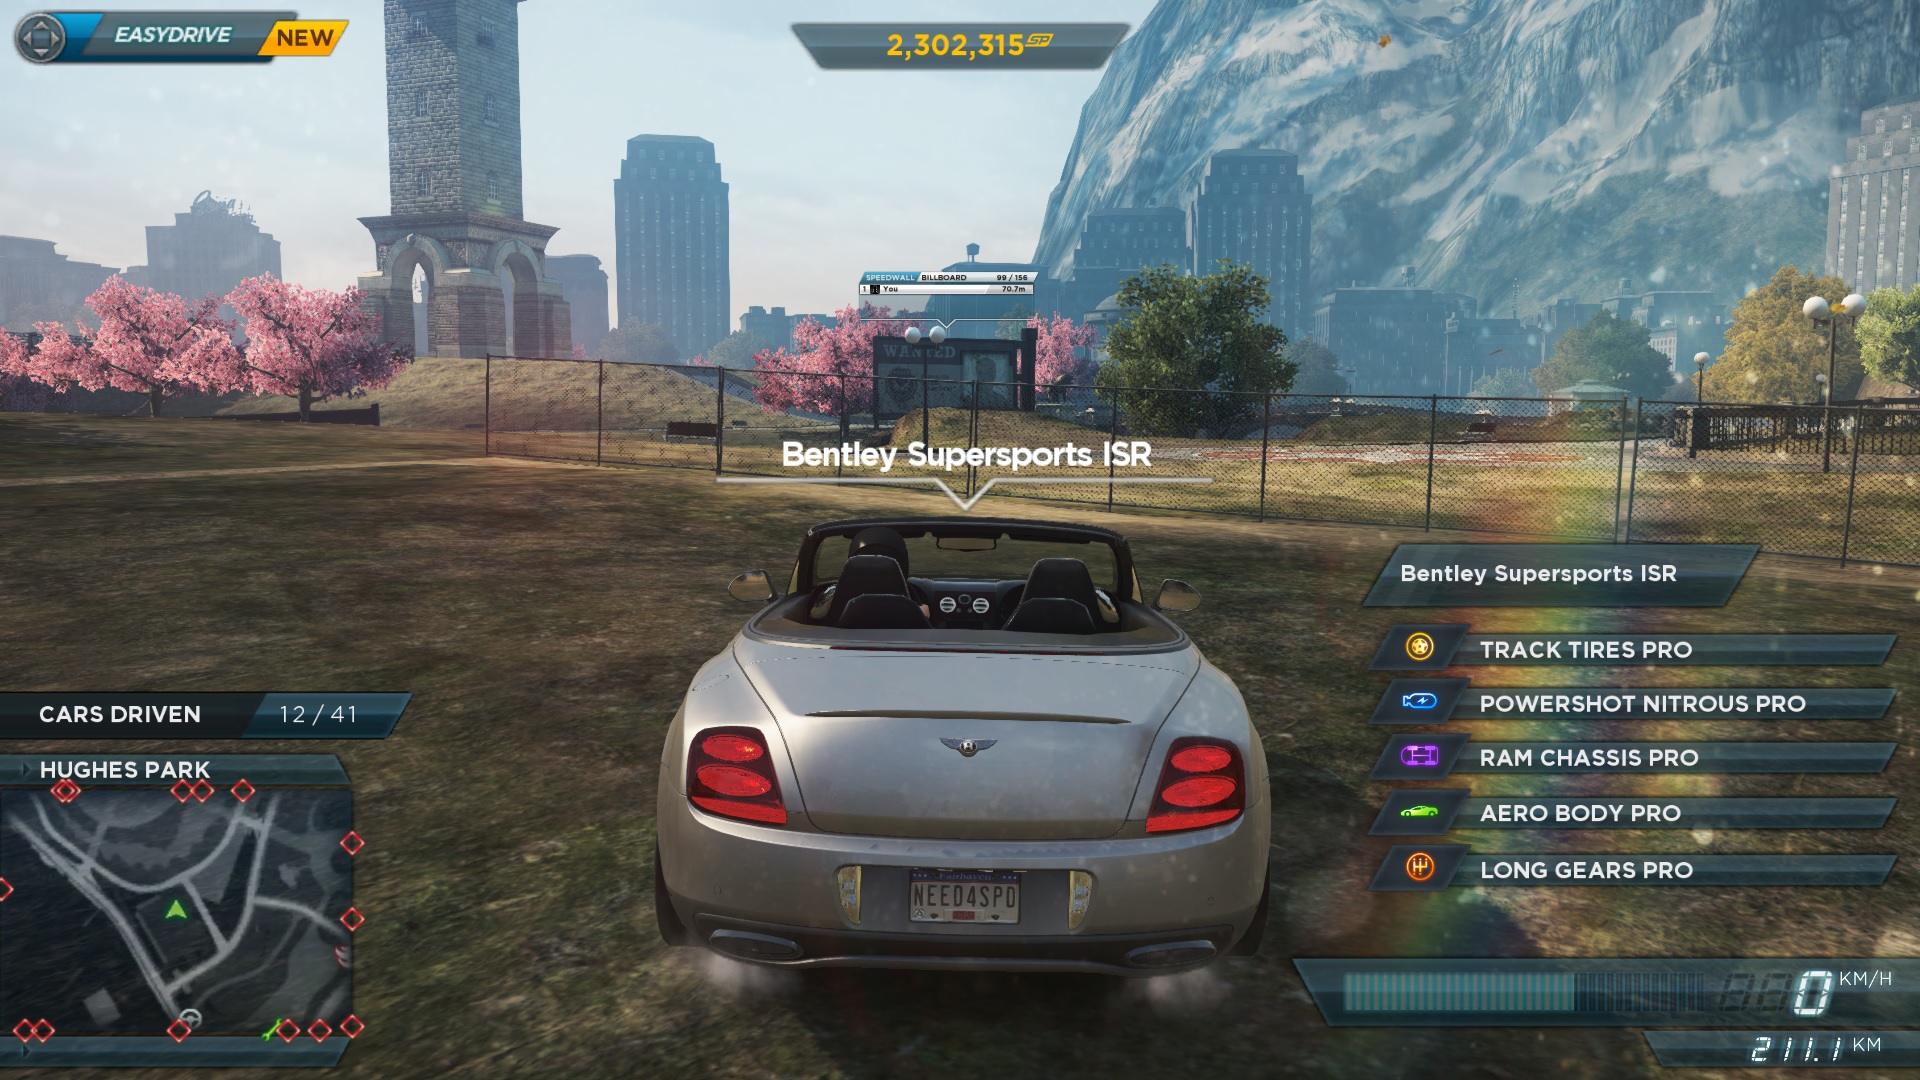 EASYDRIVE NEW
2,302,315 SP
SPEEDWALL BILLBOARD 99 / 156
1 You 70.7m
WANTED
Bentley Supersports ISR
Bentley Supersports ISR
TRACK TIRES PRO
POWERSHOT NITROUS PRO
RAM CHASSIS PRO
AERO BODY PRO
LONG GEARS PRO
CARS DRIVEN 12 / 41
HUGHES PARK
Fairhaven
NEED4SPD
0 KM/H
211.1 KM